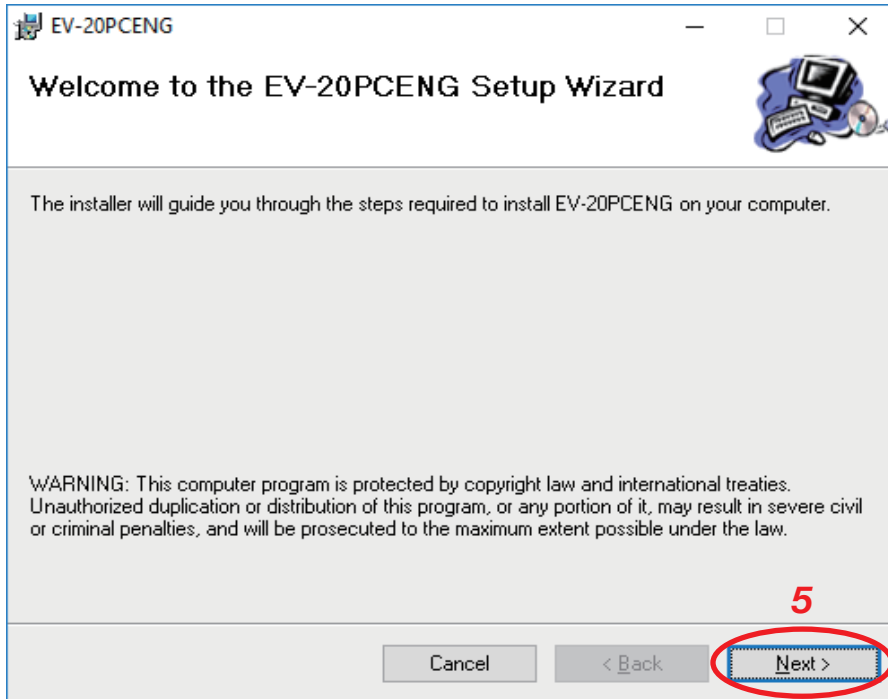 EV-20PCENG
Welcome to the EV-20PCENG Setup Wizard
The installer will guide you through the steps required to install EV-20PCENG on your computer.
WARNING: This computer program is protected by copyright law and international treaties.
Unauthorized duplication or distribution of this program, or any portion of it, may result in severe civil
or criminal penalties, and will be prosecuted to the maximum extent possible under the law.
5
Cancel
< Back
Next >